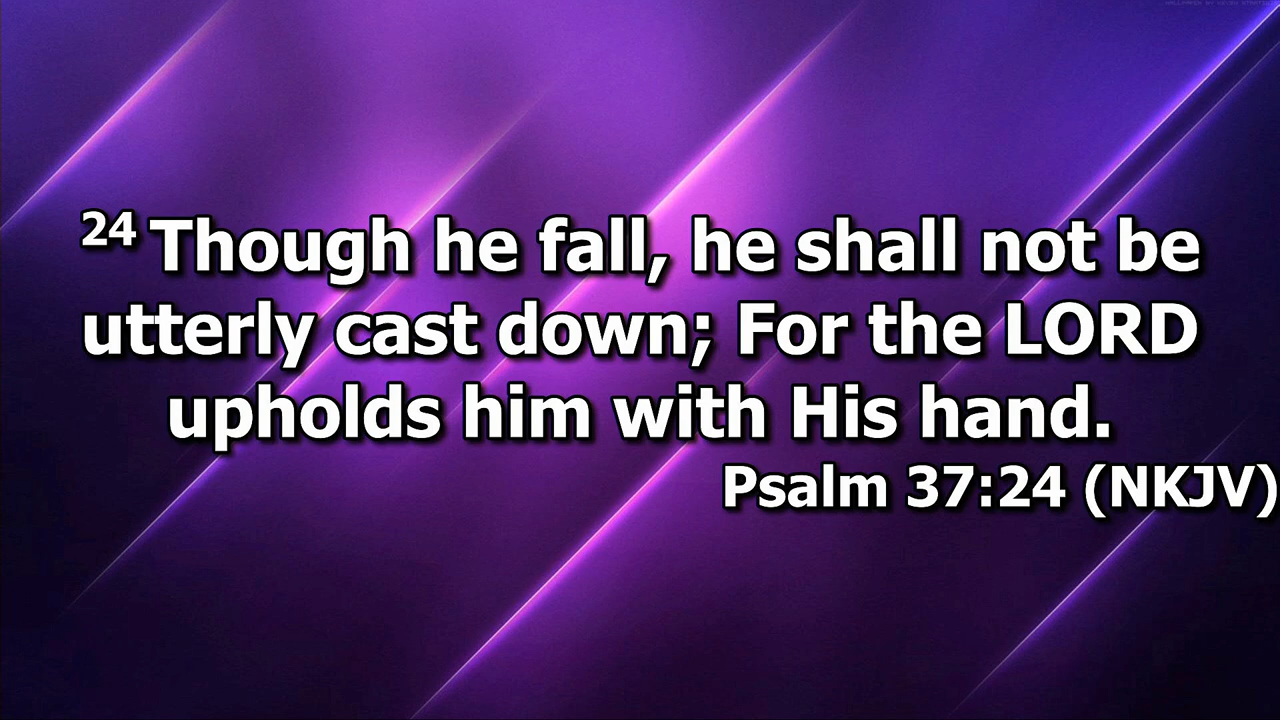 24 Though he fall, he shall not be
utterly cast down; For the LORD
upholds him with His hand.
Psalm 37:24 (NKJV)